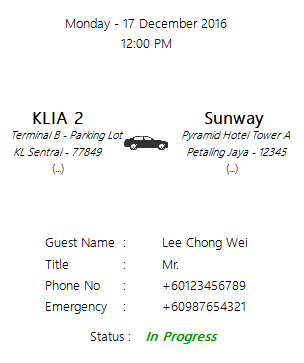 Monday - 17 December 2016
12:00 PM
KLIA 2
Terminal B - Parking Lot
KL Sentral - 77849
(...)
Sunway
Pyramid Hotel Tower A
Petaling Jaya - 12345
(...)
Guest Name : Lee Chong Wei
Title : Mr.
Phone No : +60123456789
Emergency : +60987654321
Status : In Progress